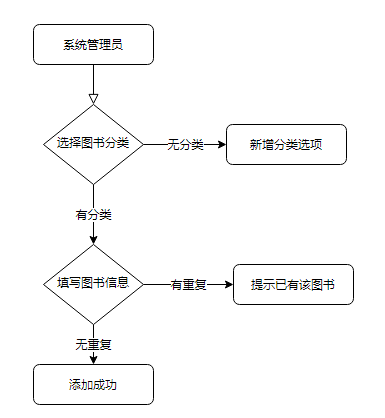 系统管理员
选择图书分类
无分类
新增分类选项
有分类
填写图书信息
有重复
提示已有该图书
无重复
添加成功